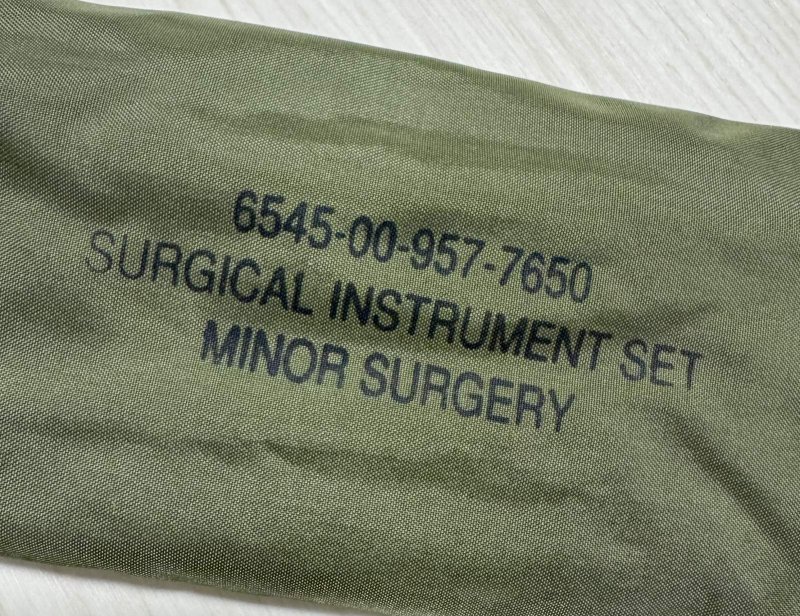 6545-00-957-7650
SURGICAL INSTRUMENT SET
MINOR SURGERY